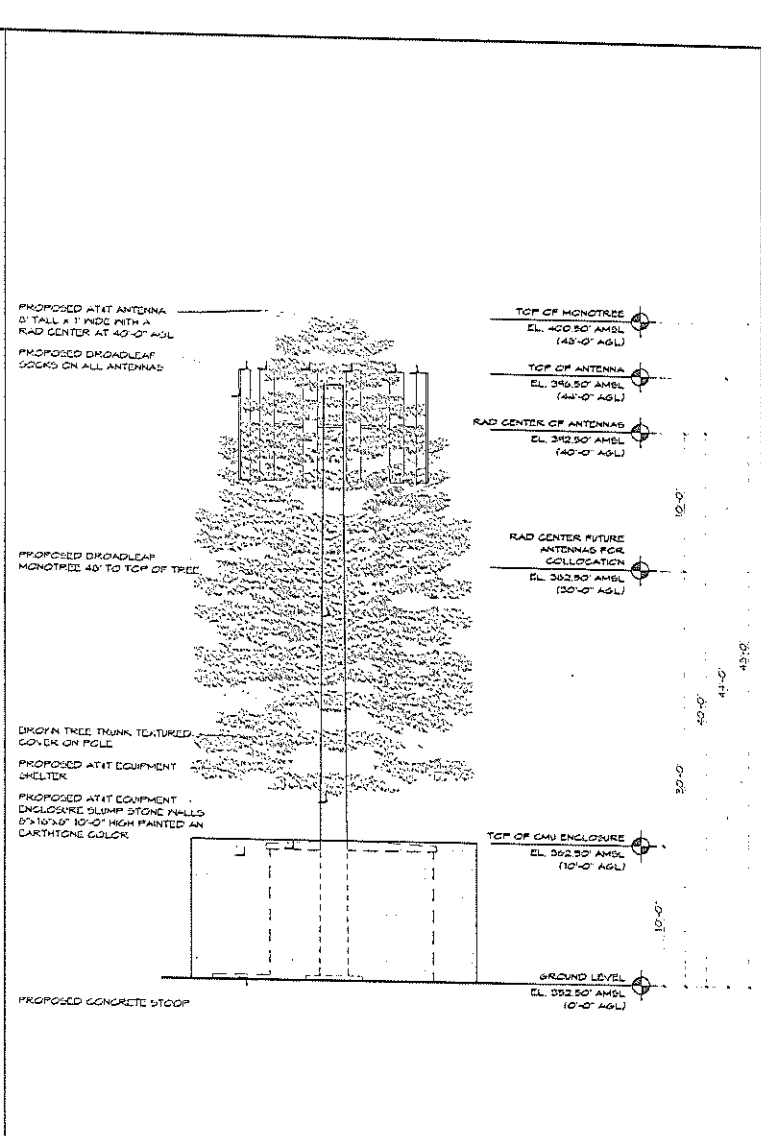 PROPOSED AT&T ANTENNA
8' TALL x 1' WIDE WITH A
RAD CENTER AT 40'-0" AGL
PROPOSED BROADLEAF
SOCKS ON ALL ANTENNAS
PROPOSED BROADLEAF
MONOTREE 48' TO TOP OF TREE
BROWN TREE TRUNK TEXTURED
COVER ON POLE
PROPOSED AT&T EQUIPMENT
SHELTER
PROPOSED AT&T EQUIPMENT
ENCLOSURE SLUMP STONE WALLS
10'-0" HIGH PAINTED AN
EARTHTONE COLOR
PROPOSED CONCRETE STOOP
TOP OF MONOTREE
EL. 400.50' AMSL
(48'-0" AGL)
TOP OF ANTENNA
EL. 396.50' AMSL
(44'-0" AGL)
RAD CENTER OF ANTENNAS
EL. 392.50' AMSL
(40'-0" AGL)
RAD CENTER FUTURE
ANTENNAS FOR
COLLOCATION
EL. 382.50' AMSL
(30'-0" AGL)
TOP OF CMU ENCLOSURE
EL. 362.50' AMSL
(10'-0" AGL)
GROUND LEVEL
EL. 352.50' AMSL
(0'-0" AGL)
10'-0"
30'-0"
10'-0"
40'-0"
44'-0"
48'-0"